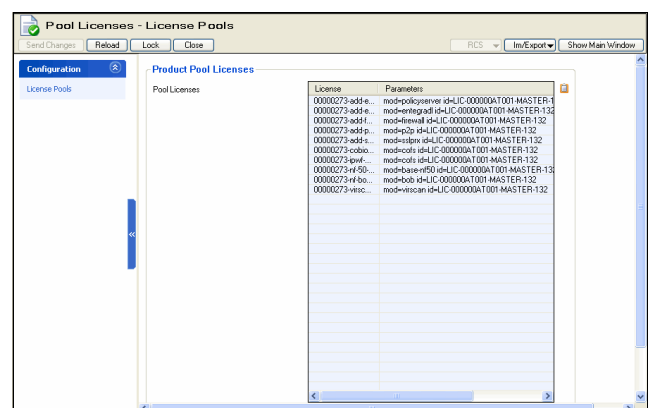 Pool Licenses - License Pools
Send Changes Reload Lock Close RCS Im/Export Show Main Window
Configuration
License Pools
Product Pool Licenses
Pool Licenses
License Parameters
00000273-add-e... mod=policyserver id=LIC-000000AT001-MASTER-1
00000273-add-e... mod=entegradl id=LIC-000000AT001-MASTER-132
00000273-add-f... mod=firewall id=LIC-000000AT001-MASTER-132
00000273-add-p... mod=p2p id=LIC-000000AT001-MASTER-132
00000273-add-s... mod=sslprx id=LIC-000000AT001-MASTER-132
00000273-cobio... mod=cofs id=LIC-000000AT001-MASTER-132
00000273-ipwf-... mod=cofs id=LIC-000000AT001-MASTER-132
00000273-nf-50-... mod=base-nf50 id=LIC-000000AT001-MASTER-132
00000273-nf-bo... mod=bob id=LIC-000000AT001-MASTER-132
00000273-virsc... mod=virscan id=LIC-000000AT001-MASTER-132